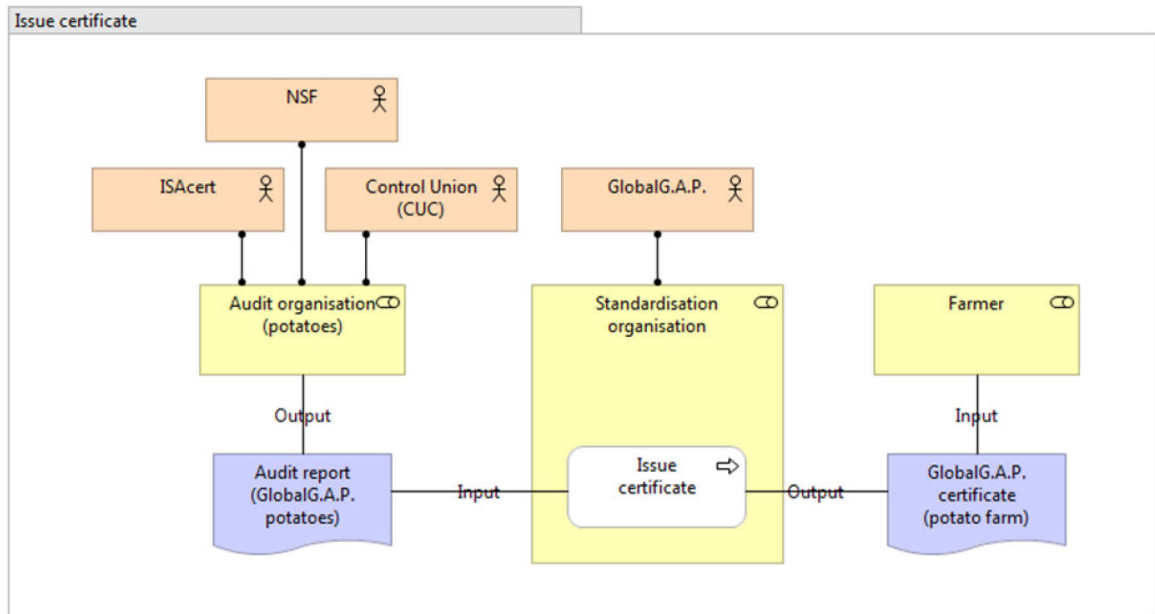 Issue certificate
NSF
ISAcert
Control Union
(CUC)
GlobalG.A.P.
Audit organisation
(potatoes)
Standardisation
organisation
Farmer
Output
Input
Audit report
(GlobalG.A.P.
potatoes)
Input
Issue
certificate
Output
GlobalG.A.P.
certificate
(potato farm)